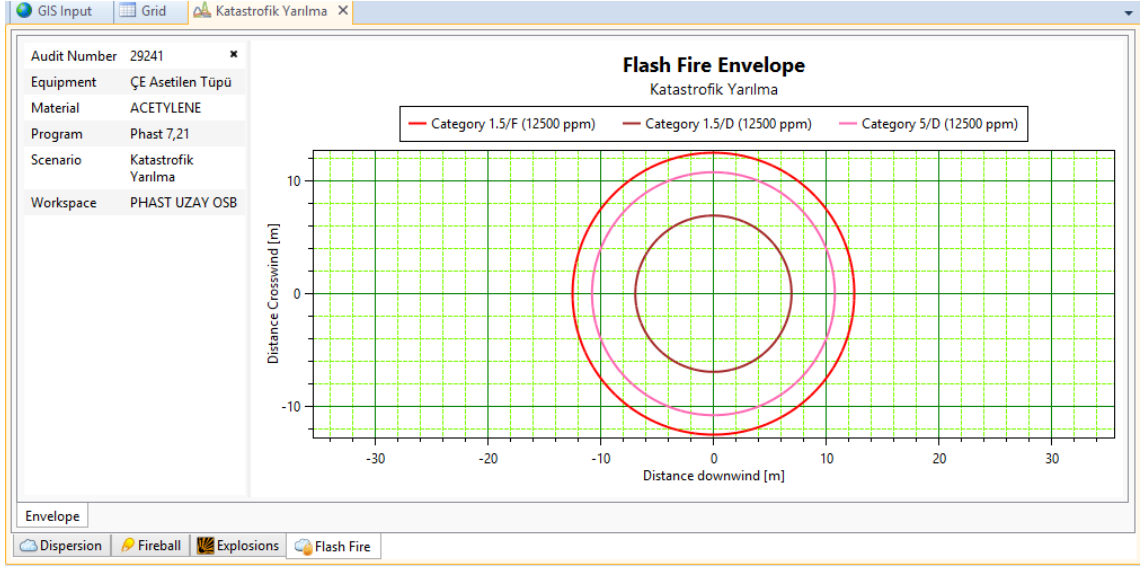 GIS Input
Grid
Katastrofik Yarılma
Audit Number 29241
Equipment ÇE Asetilen Tüpü
Material ACETYLENE
Program Phast 7,21
Scenario Katastrofik
Yarılma
Workspace PHAST UZAY OSB
Flash Fire Envelope
Katastrofik Yarılma
Category 1.5/F (12500 ppm) Category 1.5/D (12500 ppm) Category 5/D (12500 ppm)
Distance Crosswind [m]
10
0
-10
-30 -20 -10 0 10 20 30
Distance downwind [m]
Envelope
Dispersion Fireball Explosions Flash Fire